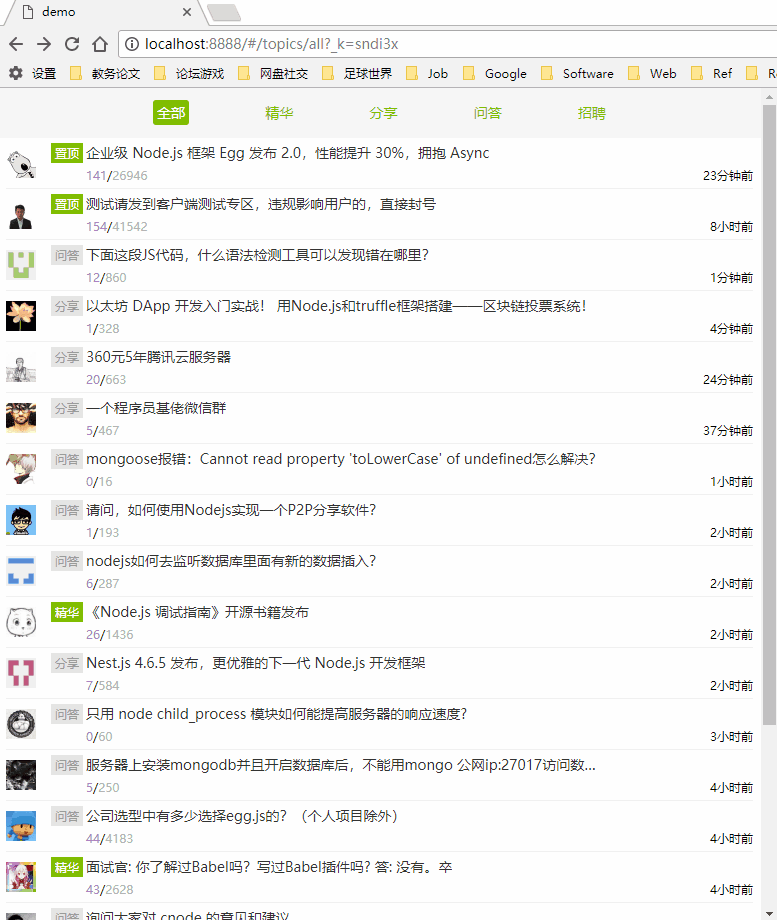 demo
localhost:8888/#/topics/all?_k=sndi3x
设置 教务论文 论坛游戏 网盘社交 足球世界 Job Google Software Web Ref
全部 精华 分享 问答 招聘
置顶 企业级 Node.js 框架 Egg 发布 2.0，性能提升 30%，拥抱 Async
141/26946 23分钟前
置顶 测试请发到客户端测试专区，违规影响用户的，直接封号
154/41542 8小时前
问答 下面这段JS代码，什么语法检测工具可以发现错在哪里？
12/860 1分钟前
分享 以太坊 DApp 开发入门实战！ 用Node.js和truffle框架搭建——区块链投票系统！
1/328 4分钟前
分享 360元5年腾讯云服务器
20/663 24分钟前
分享 一个程序员基佬微信群
5/467 37分钟前
问答 mongoose报错：Cannot read property 'toLowerCase' of undefined怎么解决？
0/16 1小时前
问答 请问，如何使用Nodejs实现一个P2P分享软件？
1/193 2小时前
问答 nodejs如何去监听数据库里面有新的数据插入？
6/287 2小时前
精华 《Node.js 调试指南》开源书籍发布
26/1436 2小时前
分享 Nest.js 4.6.5 发布，更优雅的下一代 Node.js 开发框架
7/584 2小时前
问答 只用 node child_process 模块如何能提高服务器的响应速度？
0/60 3小时前
问答 服务器上安装mongodb并且开启数据库后，不能用mongo 公网ip:27017访问数...
5/250 4小时前
问答 公司选型中有多少选择egg.js的？（个人项目除外）
44/4183 4小时前
精华 面试官: 你了解过Babel吗？写过Babel插件吗? 答: 没有。卒
43/2628 4小时前
问答 询问大家对 cnode 的意见和建议